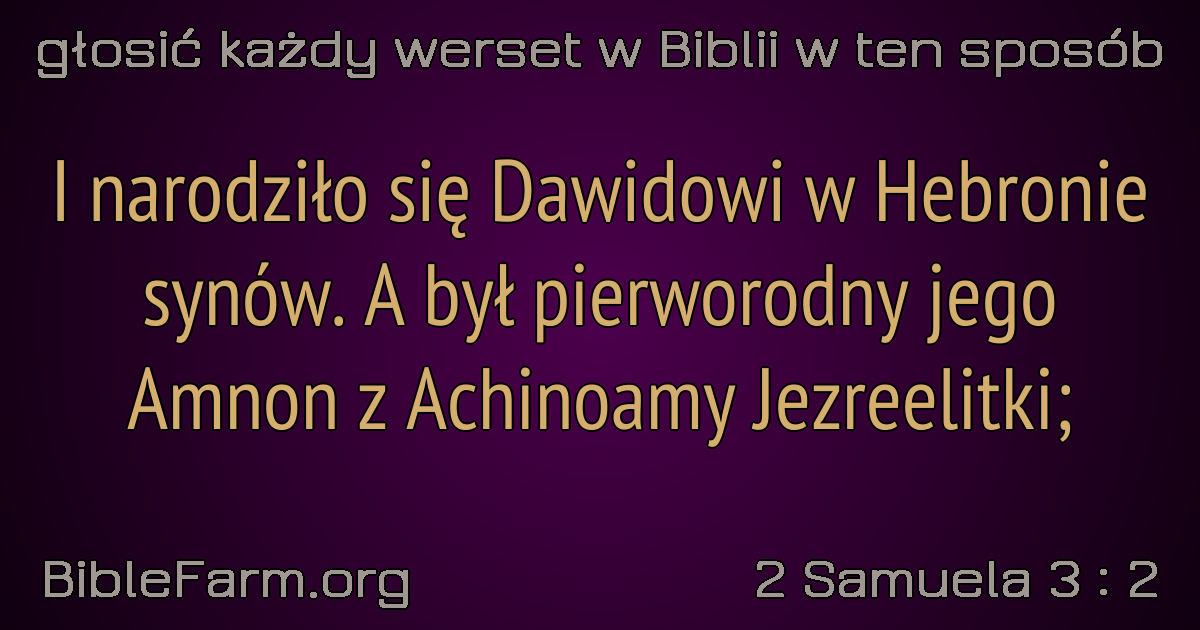 głosić każdy werset w Biblii w ten sposób
I narodziło się Dawidowi w Hebronie
synów. A był pierworodny jego
Amnon z Achinoamy Jezreelitki;
BibleFarm.org
2 Samuela 3 : 2